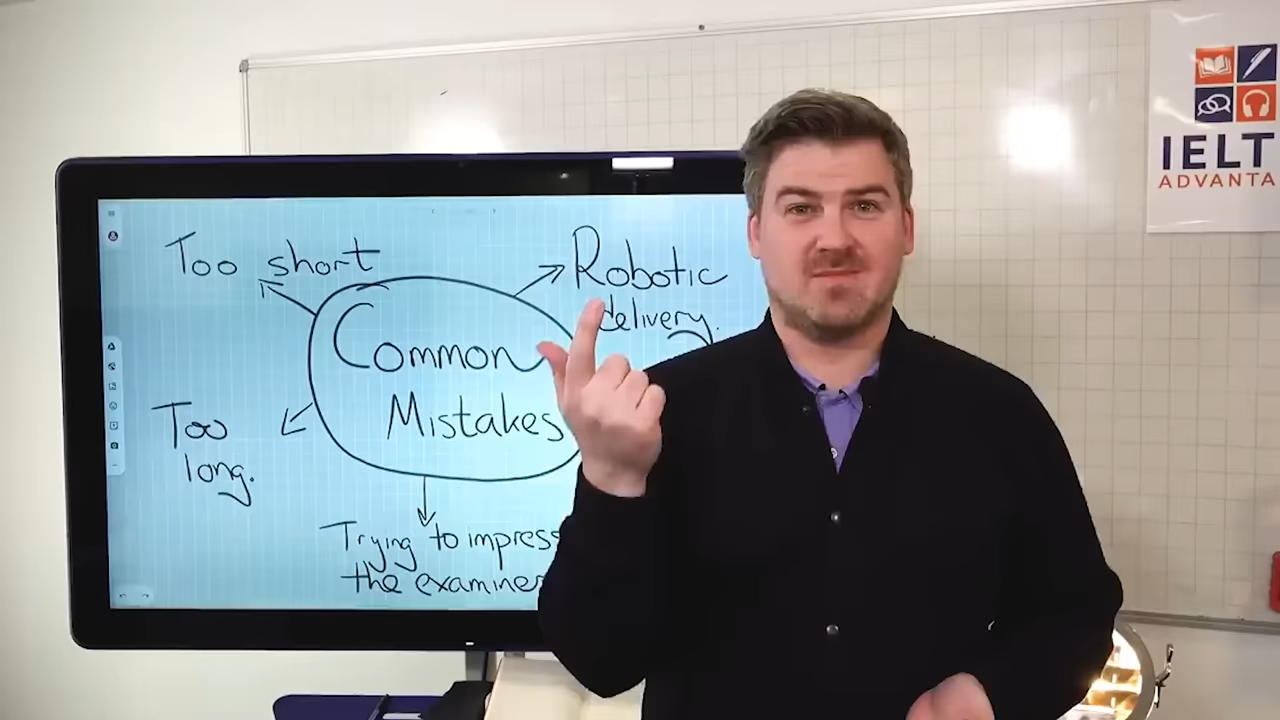 Too short
Robotic
delivery.
Common
Mistakes
Too
long.
Trying to impress
the examiner
IELT
ADVANTA